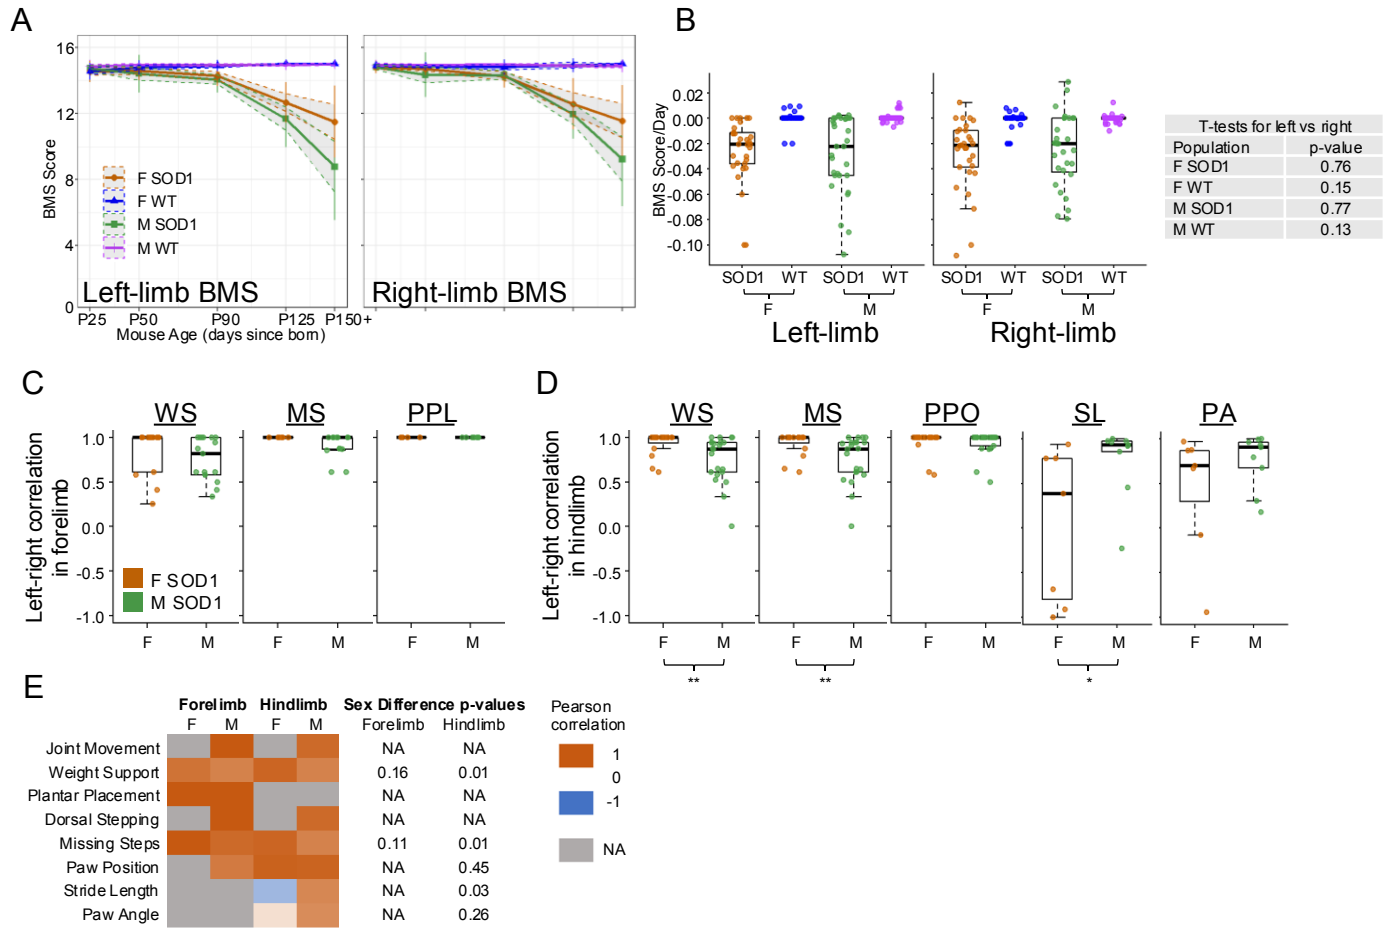 A
16
12
8
4
0
BMS Score
F SOD1
F WT
M SOD1
M WT
Left-limb BMS
Right-limb BMS
P25 P50 P90 P125 P150+
Mouse Age (days since born)
B
0.02
0.00
-0.02
-0.04
-0.06
-0.08
-0.10
BMS Score/Day
SOD1 WT SOD1 WT SOD1 WT SOD1 WT
F M F M
Left-limb Right-limb
T-tests for left vs right
Population p-value
F SOD1 0.76
F WT 0.15
M SOD1 0.77
M WT 0.13
C
WS MS PPL
1.0
0.5
0.0
-0.5
-1.0
Left-right correlation
in forelimb
F SOD1
M SOD1
F M F M F M
D
WS MS PPO SL PA
1.0
0.5
0.0
-0.5
-1.0
Left-right correlation
in hindlimb
F M F M F M F M F M
** ** *
E
Forelimb Hindlimb Sex Difference p-values
F M F M Forelimb Hindlimb
Joint Movement NA NA
Weight Support 0.16 0.01
Plantar Placement NA NA
Dorsal Stepping NA NA
Missing Steps 0.11 0.01
Paw Position NA 0.45
Stride Length NA 0.03
Paw Angle NA 0.26
Pearson
correlation
1
0
-1
NA